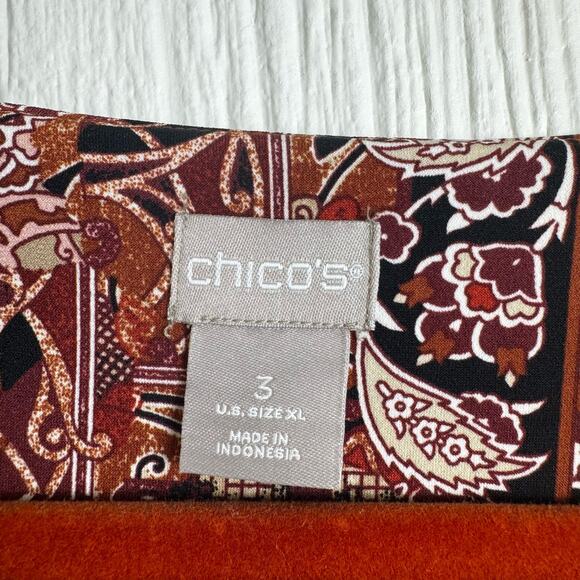 chico's®
3
U.S. SIZE XL
MADE IN
INDONESIA